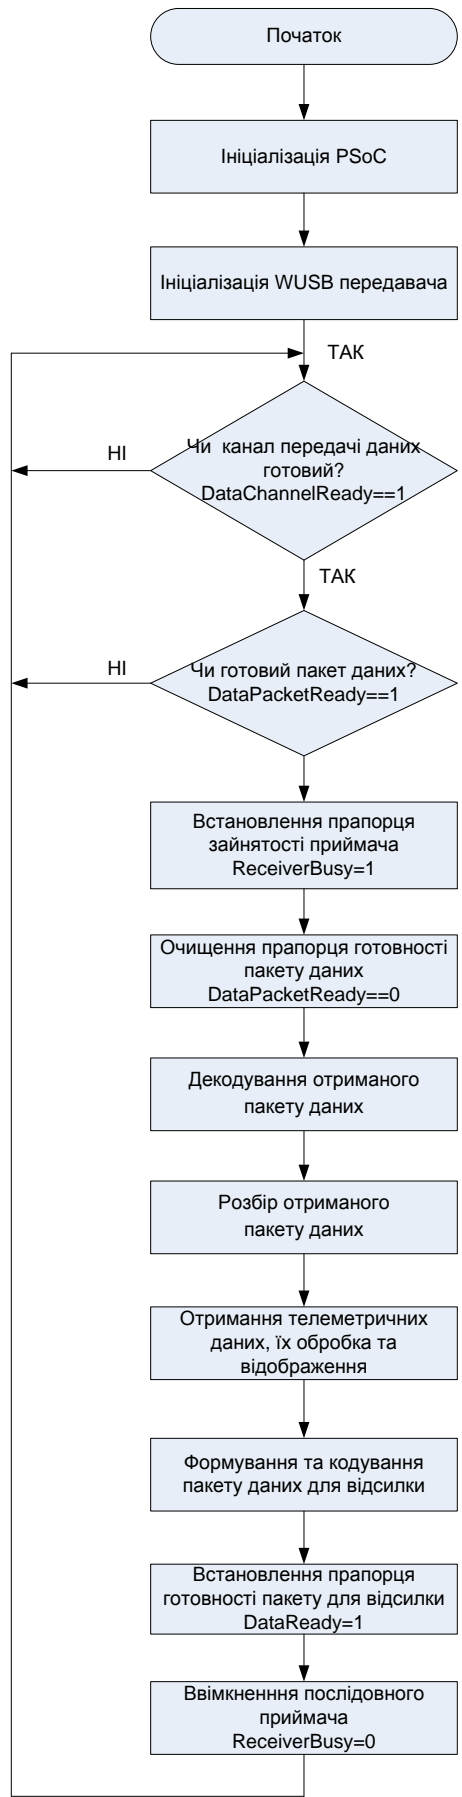 Початок
Ініціалізація PSoC
Ініціалізація WUSB передавача
ТАК
НІ
Чи канал передачі даних
готовий?
DataChannelReady==1
ТАК
НІ
Чи готовий пакет даних?
DataPacketReady==1
Встановлення прапорця
зайнятості приймача
ReceiverBusy=1
Очищення прапорця готовності
пакету даних
DataPacketReady==0
Декодування отриманого
пакету даних
Розбір отриманого
пакету даних
Отримання телеметричних
даних, їх обробка та
відображення
Формування та кодування
пакету даних для відсилки
Встановлення прапорця
готовності пакету для відсилки
DataReady=1
Ввімкненння послідовного
приймача
ReceiverBusy=0